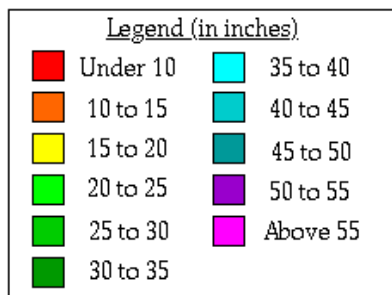 Legend (in inches)
Under 10
10 to 15
15 to 20
20 to 25
25 to 30
30 to 35
35 to 40
40 to 45
45 to 50
50 to 55
Above 55